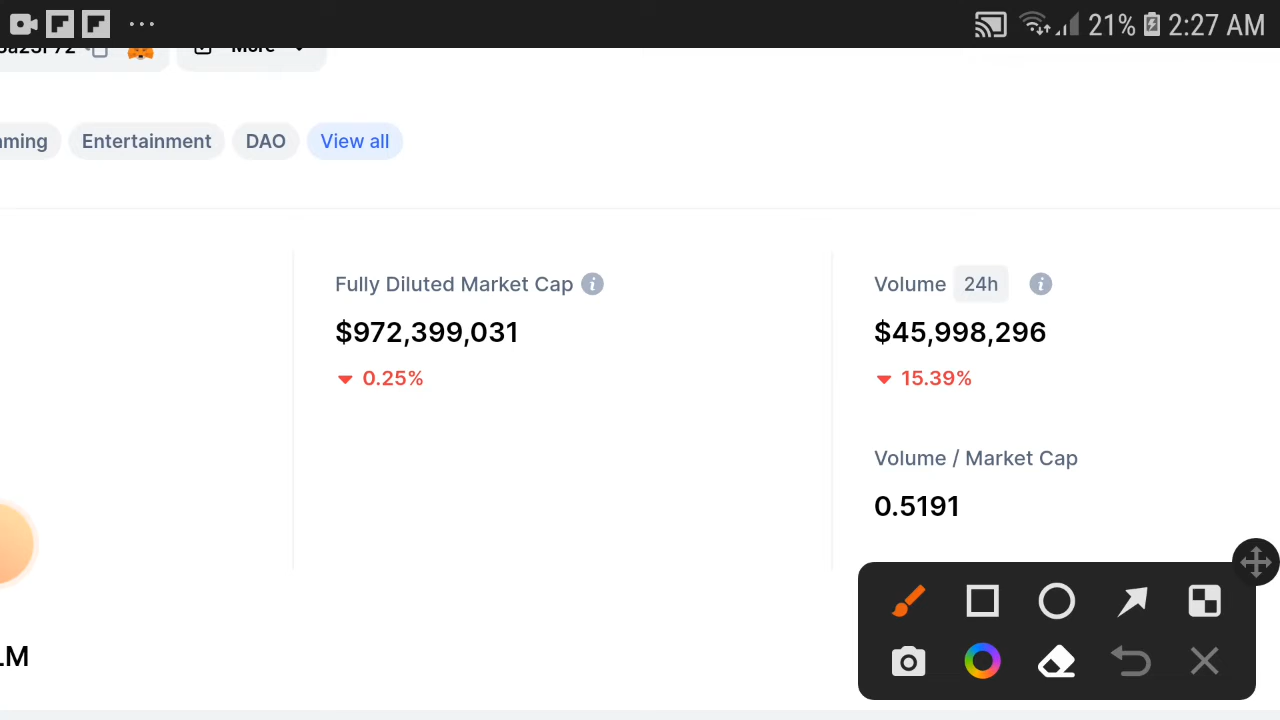 21% 2:27 AM
More
Entertainment DAO View all
Fully Diluted Market Cap
$972,399,031
0.25%
Volume 24h
$45,998,296
15.39%
Volume / Market Cap
0.5191